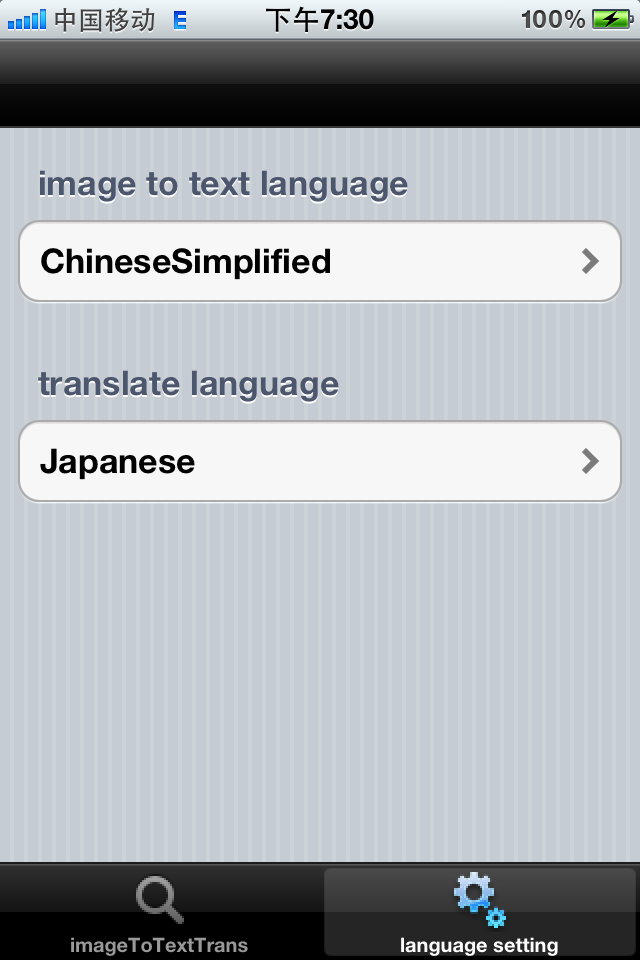 中国移动 E 下午7:30 100%
image to text language
ChineseSimplified
translate language
Japanese
imageToTextTrans language setting